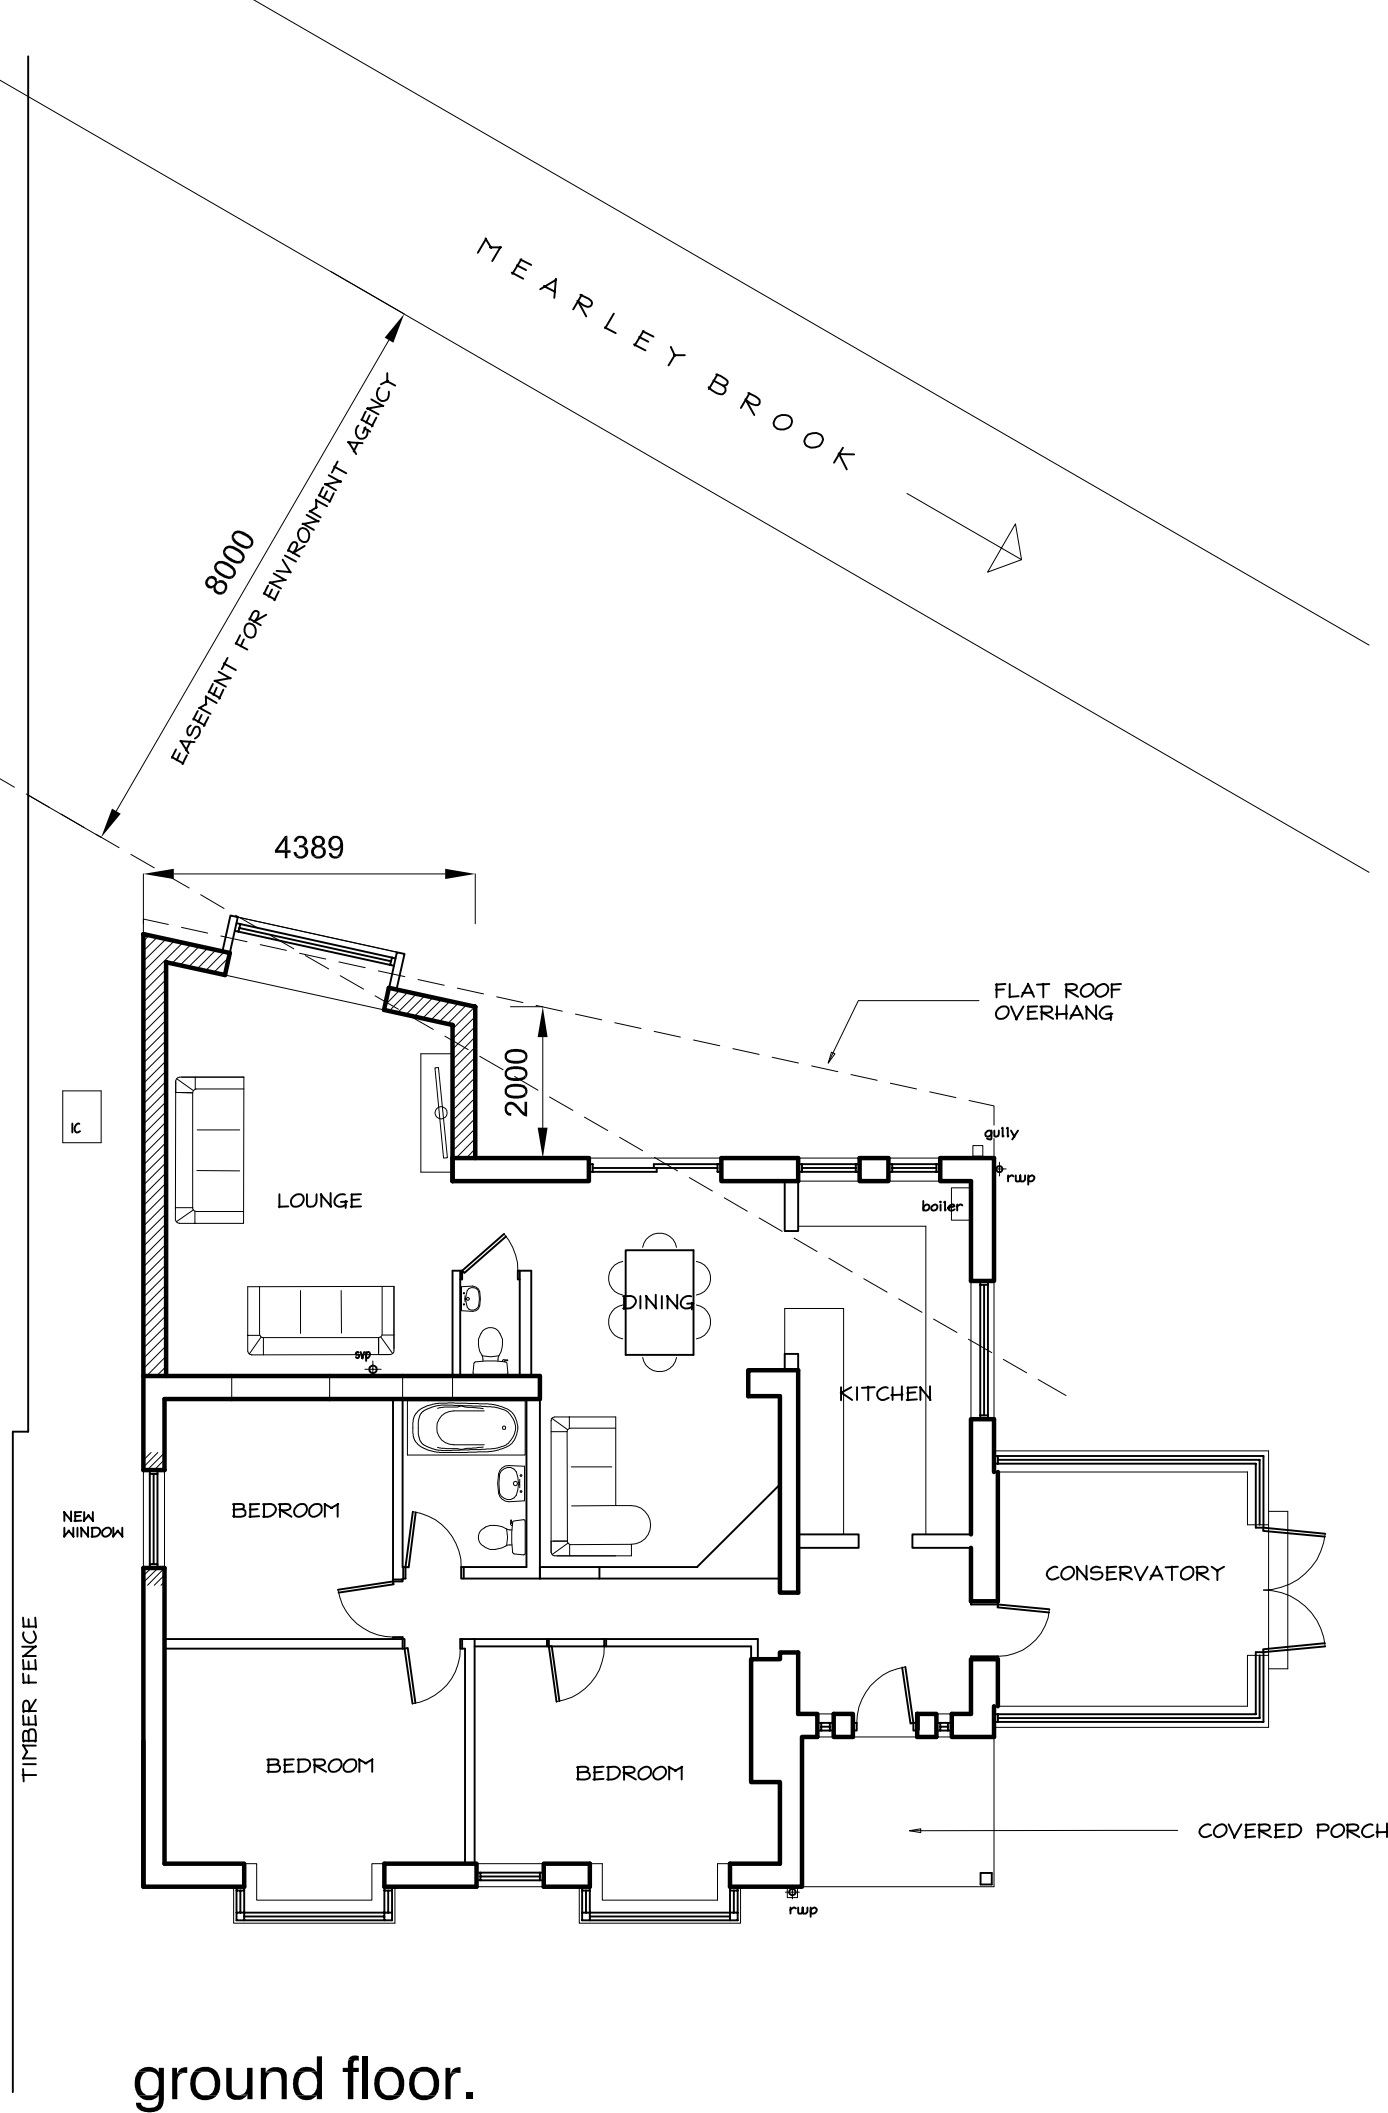 MEARLEY BROOK
8000
EASEMENT FOR ENVIRONMENT AGENCY
4389
FLAT ROOF
OVERHANG
2000
IC
gully
rwp
boiler
LOUNGE
DINING
svp
KITCHEN
BEDROOM
NEW
WINDOW
CONSERVATORY
TIMBER FENCE
BEDROOM
BEDROOM
COVERED PORCH
rwp
ground floor.